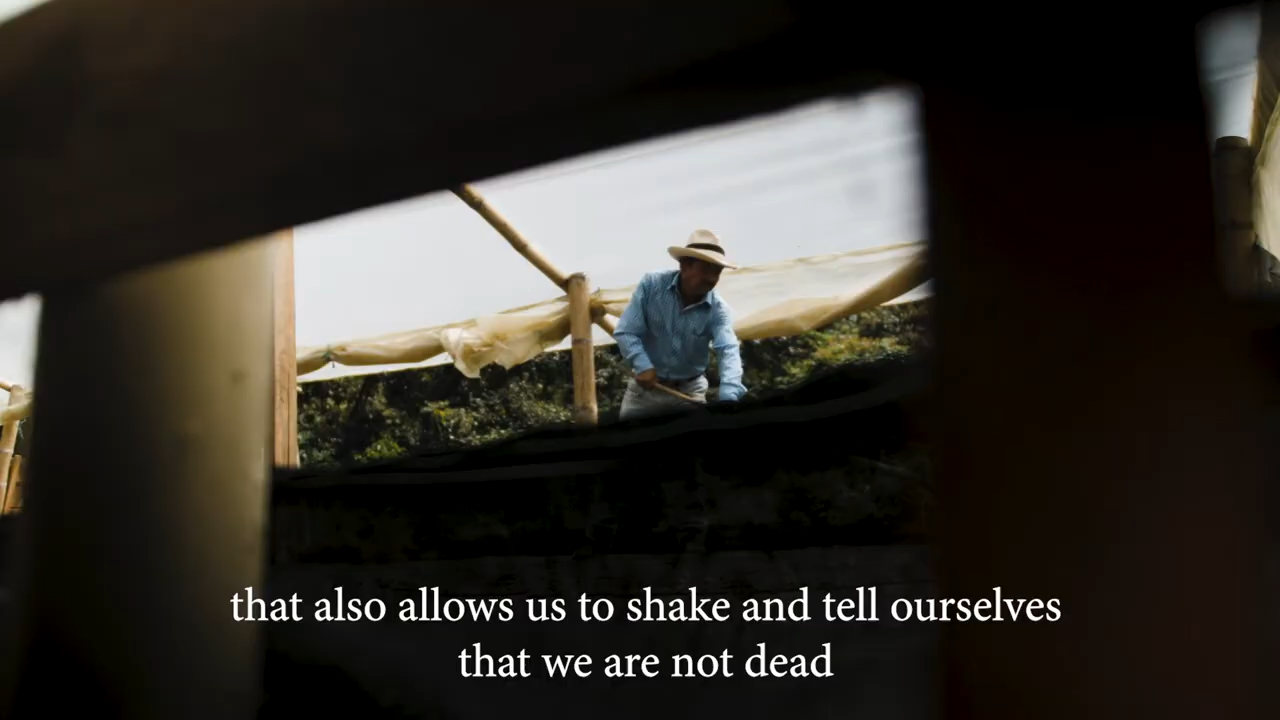 that also allows us to shake and tell ourselves
that we are not dead